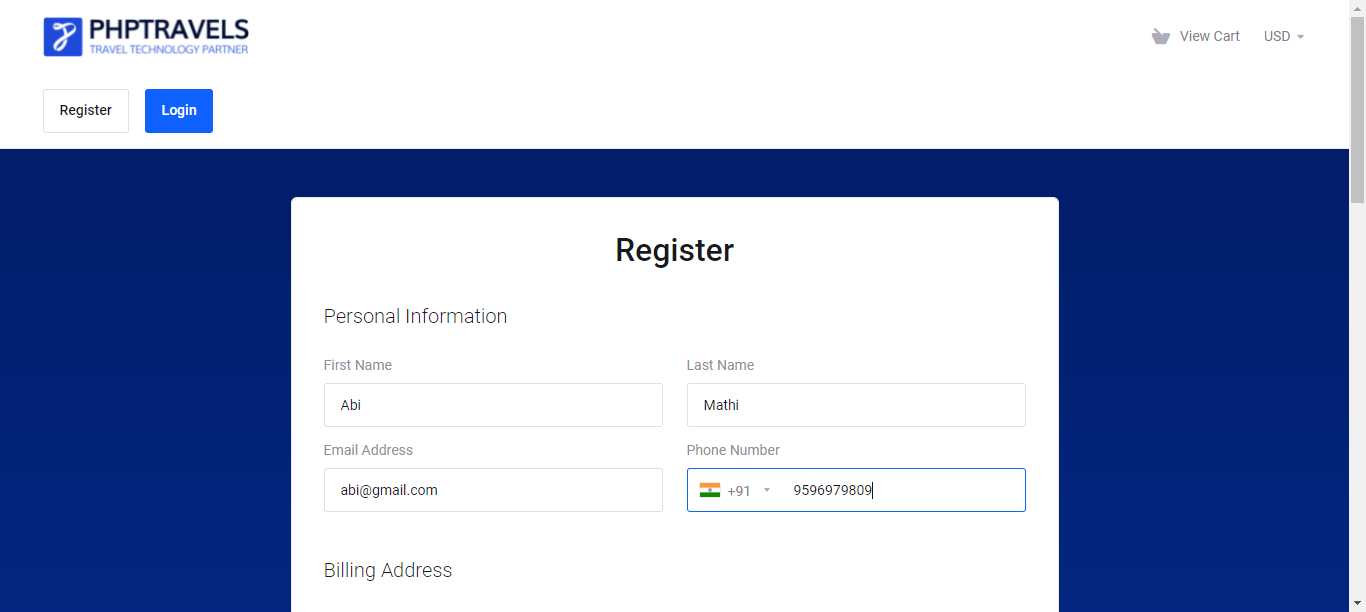 PHPTRAVELS
TRAVEL TECHNOLOGY PARTNER
View Cart USD
Register Login
Register
Personal Information
First Name Last Name
Abi Mathi
Email Address Phone Number
abi@gmail.com +91 9596979809
Billing Address